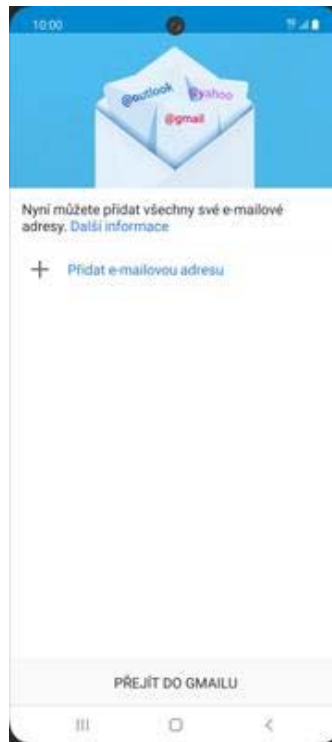 10:00
@outlook @yahoo
@gmail
Nyní můžete přidat všechny své e-mailové
adresy. Další informace
Přidat e-mailovou adresu
PŘEJÍT DO GMAILU